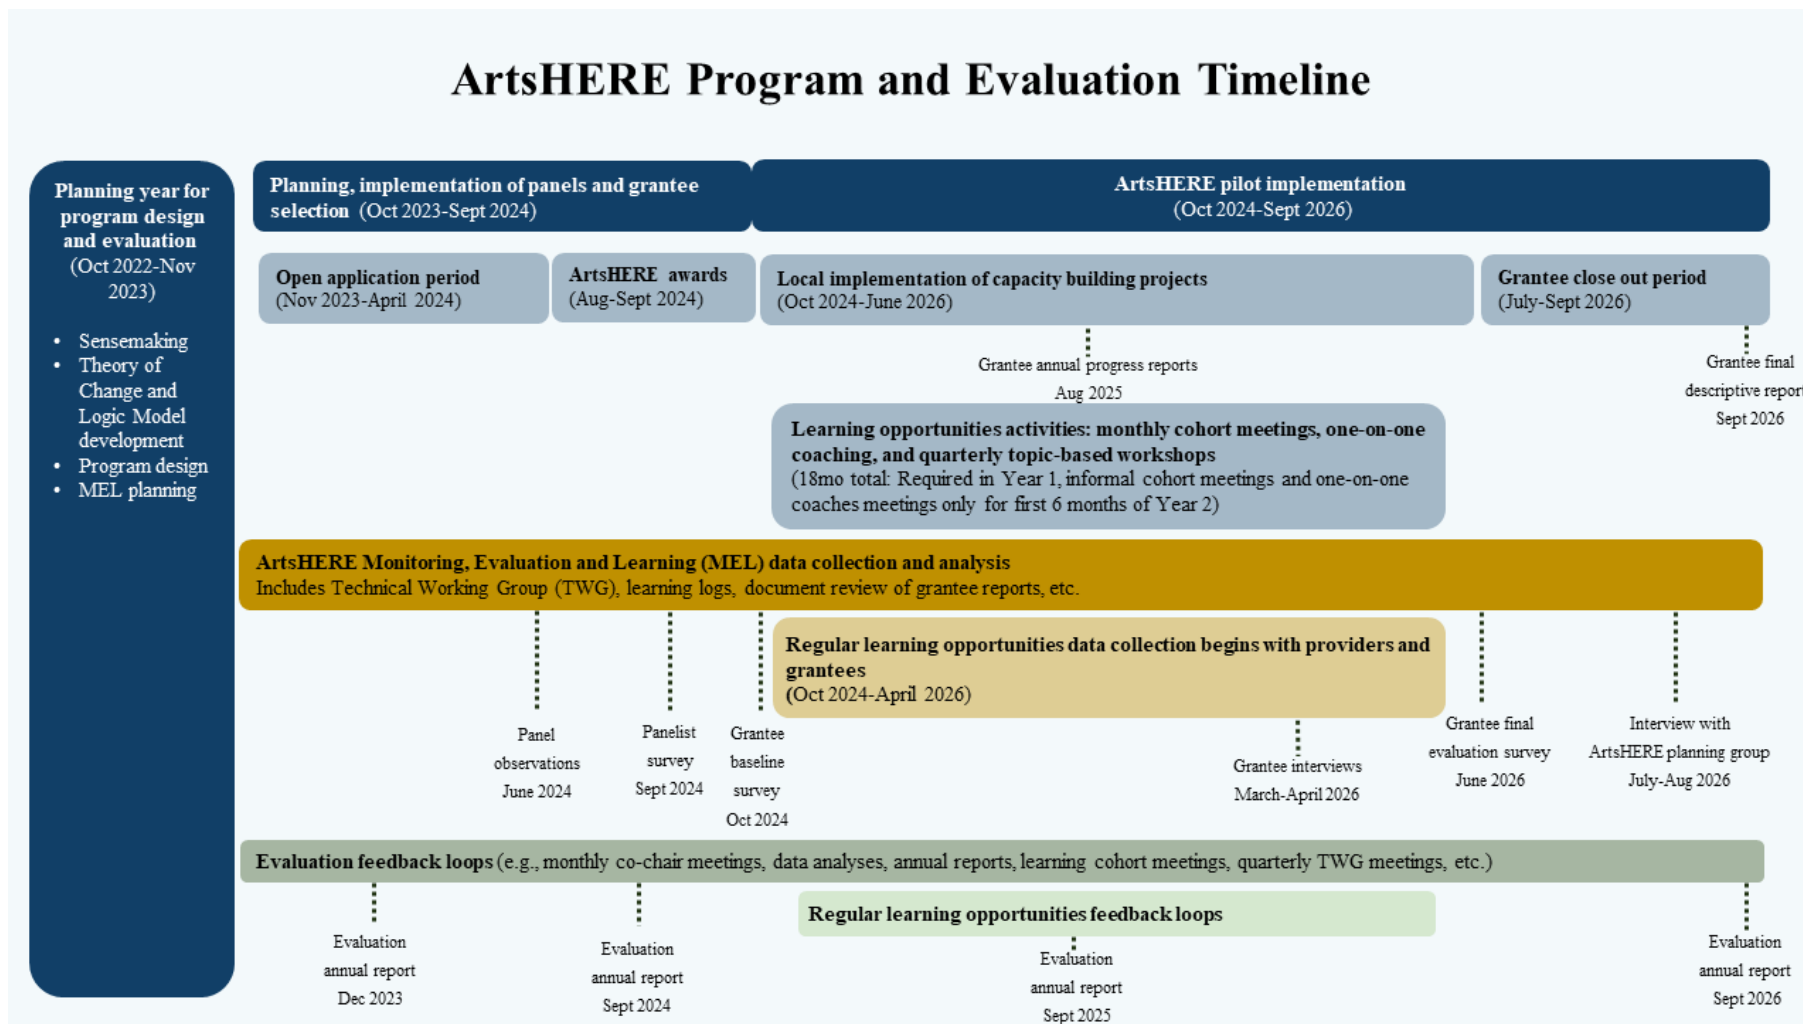 ArtsHERE Program and Evaluation Timeline
Planning year for
program design
and evaluation
(Oct 2022-Nov
2023)
• Sensemaking
• Theory of
Change and
Logic Model
development
• Program design
• MEL planning
Planning, implementation of panels and grantee
selection (Oct 2023-Sept 2024)
ArtsHERE pilot implementation
(Oct 2024-Sept 2026)
Open application period
(Nov 2023-April 2024)
ArtsHERE awards
(Aug-Sept 2024)
Local implementation of capacity building projects
(Oct 2024-June 2026)
Grantee close out period
(July-Sept 2026)
Grantee annual progress reports
Aug 2025
Grantee final
descriptive report
Sept 2026
Learning opportunities activities: monthly cohort meetings, one-on-one
coaching, and quarterly topic-based workshops
(18mo total: Required in Year 1, informal cohort meetings and one-on-one
coaches meetings only for first 6 months of Year 2)
ArtsHERE Monitoring, Evaluation and Learning (MEL) data collection and analysis
Includes Technical Working Group (TWG), learning logs, document review of grantee reports, etc.
Regular learning opportunities data collection begins with providers and
grantees
(Oct 2024-April 2026)
Panel
observations
June 2024
Panelist
survey
Sept 2024
Grantee
baseline
survey
Oct 2024
Grantee interviews
March-April 2026
Grantee final
evaluation survey
June 2026
Interview with
ArtsHERE planning group
July-Aug 2026
Evaluation feedback loops (e.g., monthly co-chair meetings, data analyses, annual reports, learning cohort meetings, quarterly TWG meetings, etc.)
Regular learning opportunities feedback loops
Evaluation
annual report
Dec 2023
Evaluation
annual report
Sept 2024
Evaluation
annual report
Sept 2025
Evaluation
annual report
Sept 2026